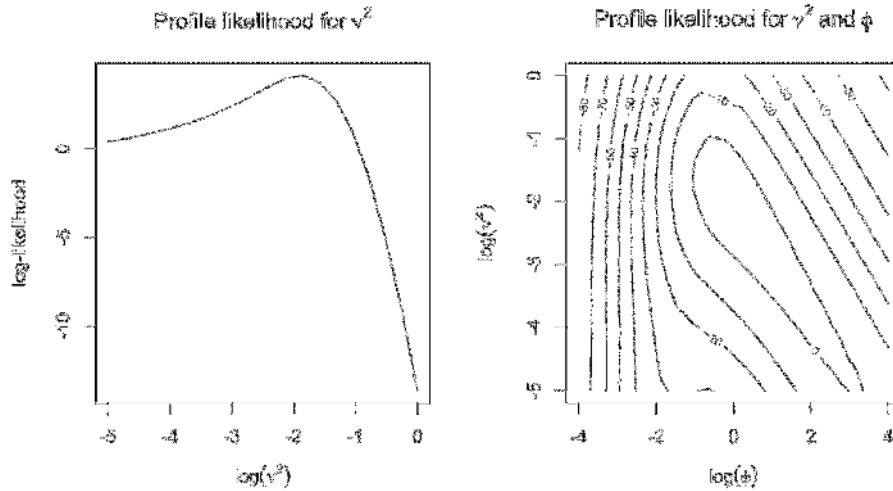 Profile likelihood for ν²
log-likelihood
0
-5
-10
-5 -4 -3 -2 -1 0
log(ν²)
Profile likelihood for ν² and ϕ
log(ν²)
0
-1
-2
-3
-4
-5
-4 -2 0 2 4
log(ϕ)
0